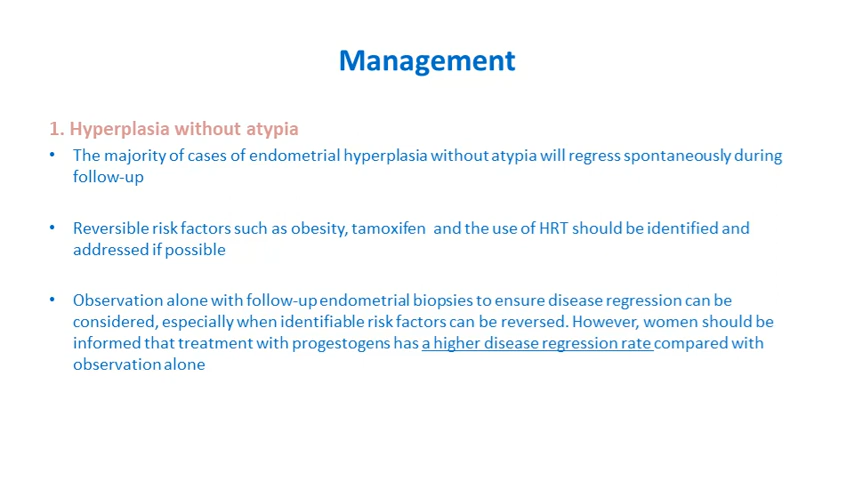 Management
1. Hyperplasia without atypia
• The majority of cases of endometrial hyperplasia without atypia will regress spontaneously during
follow-up
• Reversible risk factors such as obesity, tamoxifen and the use of HRT should be identified and
addressed if possible
• Observation alone with follow-up endometrial biopsies to ensure disease regression can be
considered, especially when identifiable risk factors can be reversed. However, women should be
informed that treatment with progestogens has a higher disease regression rate compared with
observation alone